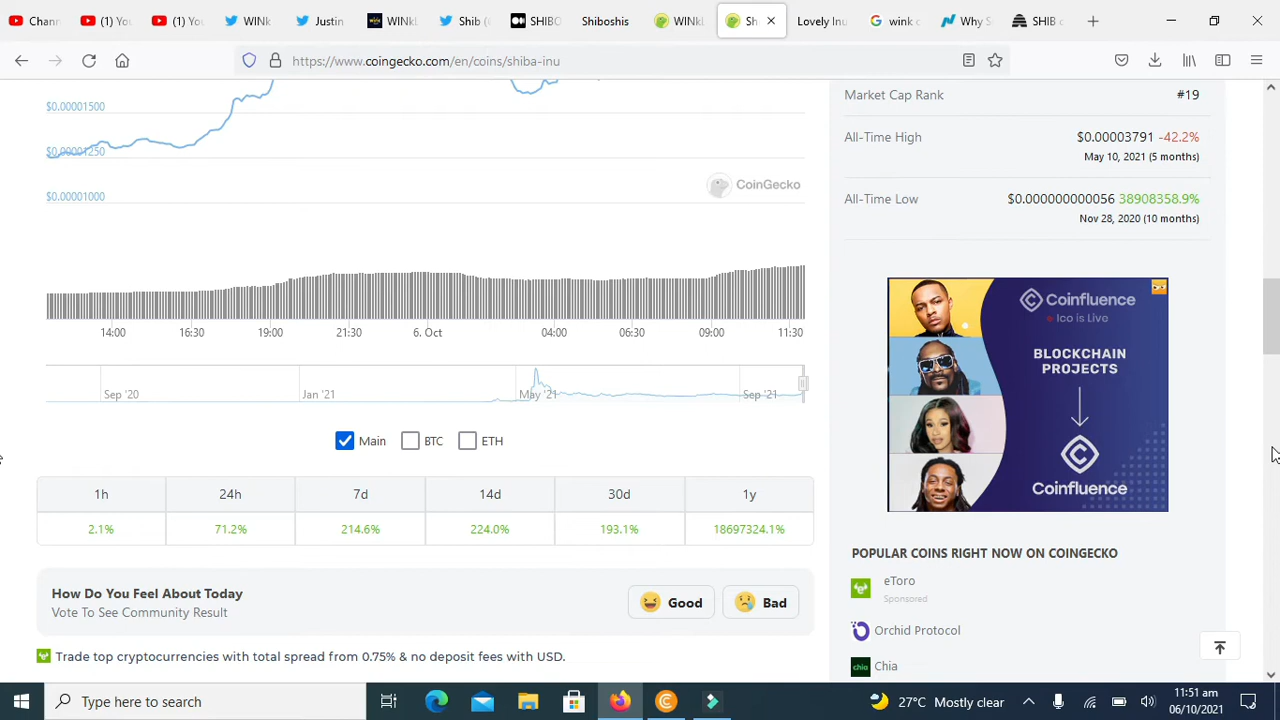 Chann
(1) You
(1) You
WINk
Justin
WINkL
Shib (
SHIBO
Shiboshis
WINkl
Sh
Lovely Inu
wink c
Why S
SHIB c
https://www.coingecko.com/en/coins/shiba-inu
$0.00001500
$0.00001250
$0.00001000
CoinGecko
14:00 16:30 19:00 21:30 6. Oct 04:00 06:30 09:00 11:30
Sep '20 Jan '21 May '21 Sep '21
Main BTC ETH
1h 24h 7d 14d 30d 1y
2.1% 71.2% 214.6% 224.0% 193.1% 18697324.1%
How Do You Feel About Today
Vote To See Community Result
Good Bad
Trade top cryptocurrencies with total spread from 0.75% & no deposit fees with USD.
Market Cap Rank #19
All-Time High $0.00003791 -42.2%
May 10, 2021 (5 months)
All-Time Low $0.000000000056 38908358.9%
Nov 28, 2020 (10 months)
Coinfluence
Ico is Live
BLOCKCHAIN
PROJECTS
Coinfluence
POPULAR COINS RIGHT NOW ON COINGECKO
eToro
Sponsored
Orchid Protocol
chia Chia
Type here to search
27°C Mostly clear
11:51 am
06/10/2021